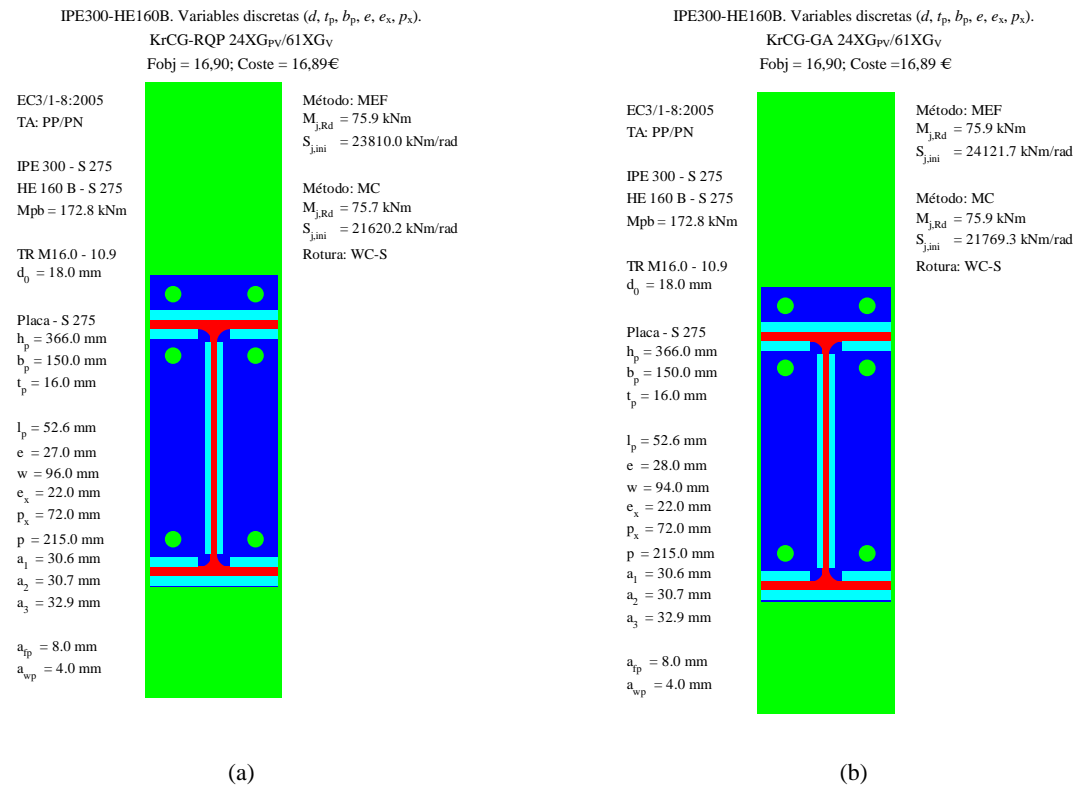 IPE300-HE160B. Variables discretas (d, tp, bp, e, ex, px).
KrCG-RQP 24XGPV/61XGV
Fobj = 16,90; Coste = 16,89€
EC3/1-8:2005
TA: PP/PN
IPE 300 - S 275
HE 160 B - S 275
Mpb = 172.8 kNm
TR M16.0 - 10.9
d0 = 18.0 mm
Placa - S 275
hp = 366.0 mm
bp = 150.0 mm
tp = 16.0 mm
lp = 52.6 mm
e = 27.0 mm
w = 96.0 mm
ex = 22.0 mm
px = 72.0 mm
p = 215.0 mm
a1 = 30.6 mm
a2 = 30.7 mm
a3 = 32.9 mm
afp = 8.0 mm
awp = 4.0 mm
Método: MEF
Mj,Rd = 75.9 kNm
Sj,ini = 23810.0 kNm/rad
Método: MC
Mj,Rd = 75.7 kNm
Sj,ini = 21620.2 kNm/rad
Rotura: WC-S
(a)
IPE300-HE160B. Variables discretas (d, tp, bp, e, ex, px).
KrCG-GA 24XGPV/61XGV
Fobj = 16,90; Coste =16,89 €
EC3/1-8:2005
TA: PP/PN
IPE 300 - S 275
HE 160 B - S 275
Mpb = 172.8 kNm
TR M16.0 - 10.9
d0 = 18.0 mm
Placa - S 275
hp = 366.0 mm
bp = 150.0 mm
tp = 16.0 mm
lp = 52.6 mm
e = 28.0 mm
w = 94.0 mm
ex = 22.0 mm
px = 72.0 mm
p = 215.0 mm
a1 = 30.6 mm
a2 = 30.7 mm
a3 = 32.9 mm
afp = 8.0 mm
awp = 4.0 mm
Método: MEF
Mj,Rd = 75.9 kNm
Sj,ini = 24121.7 kNm/rad
Método: MC
Mj,Rd = 75.9 kNm
Sj,ini = 21769.3 kNm/rad
Rotura: WC-S
(b)